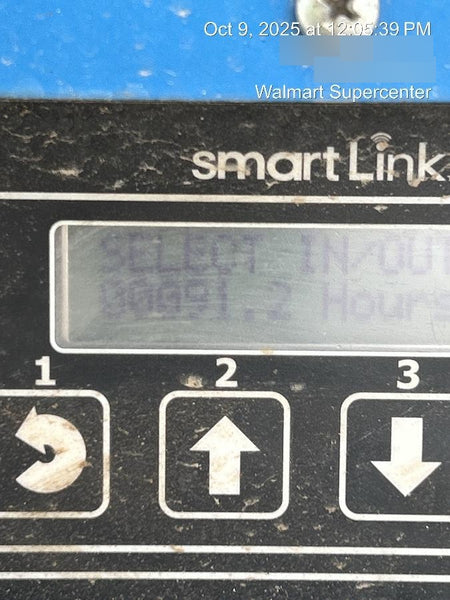 Oct 9, 2025 at 12:05:39 PM
Walmart Supercenter
smartLink
SELECT IN/OUT
00091.2 Hours
1 2 3